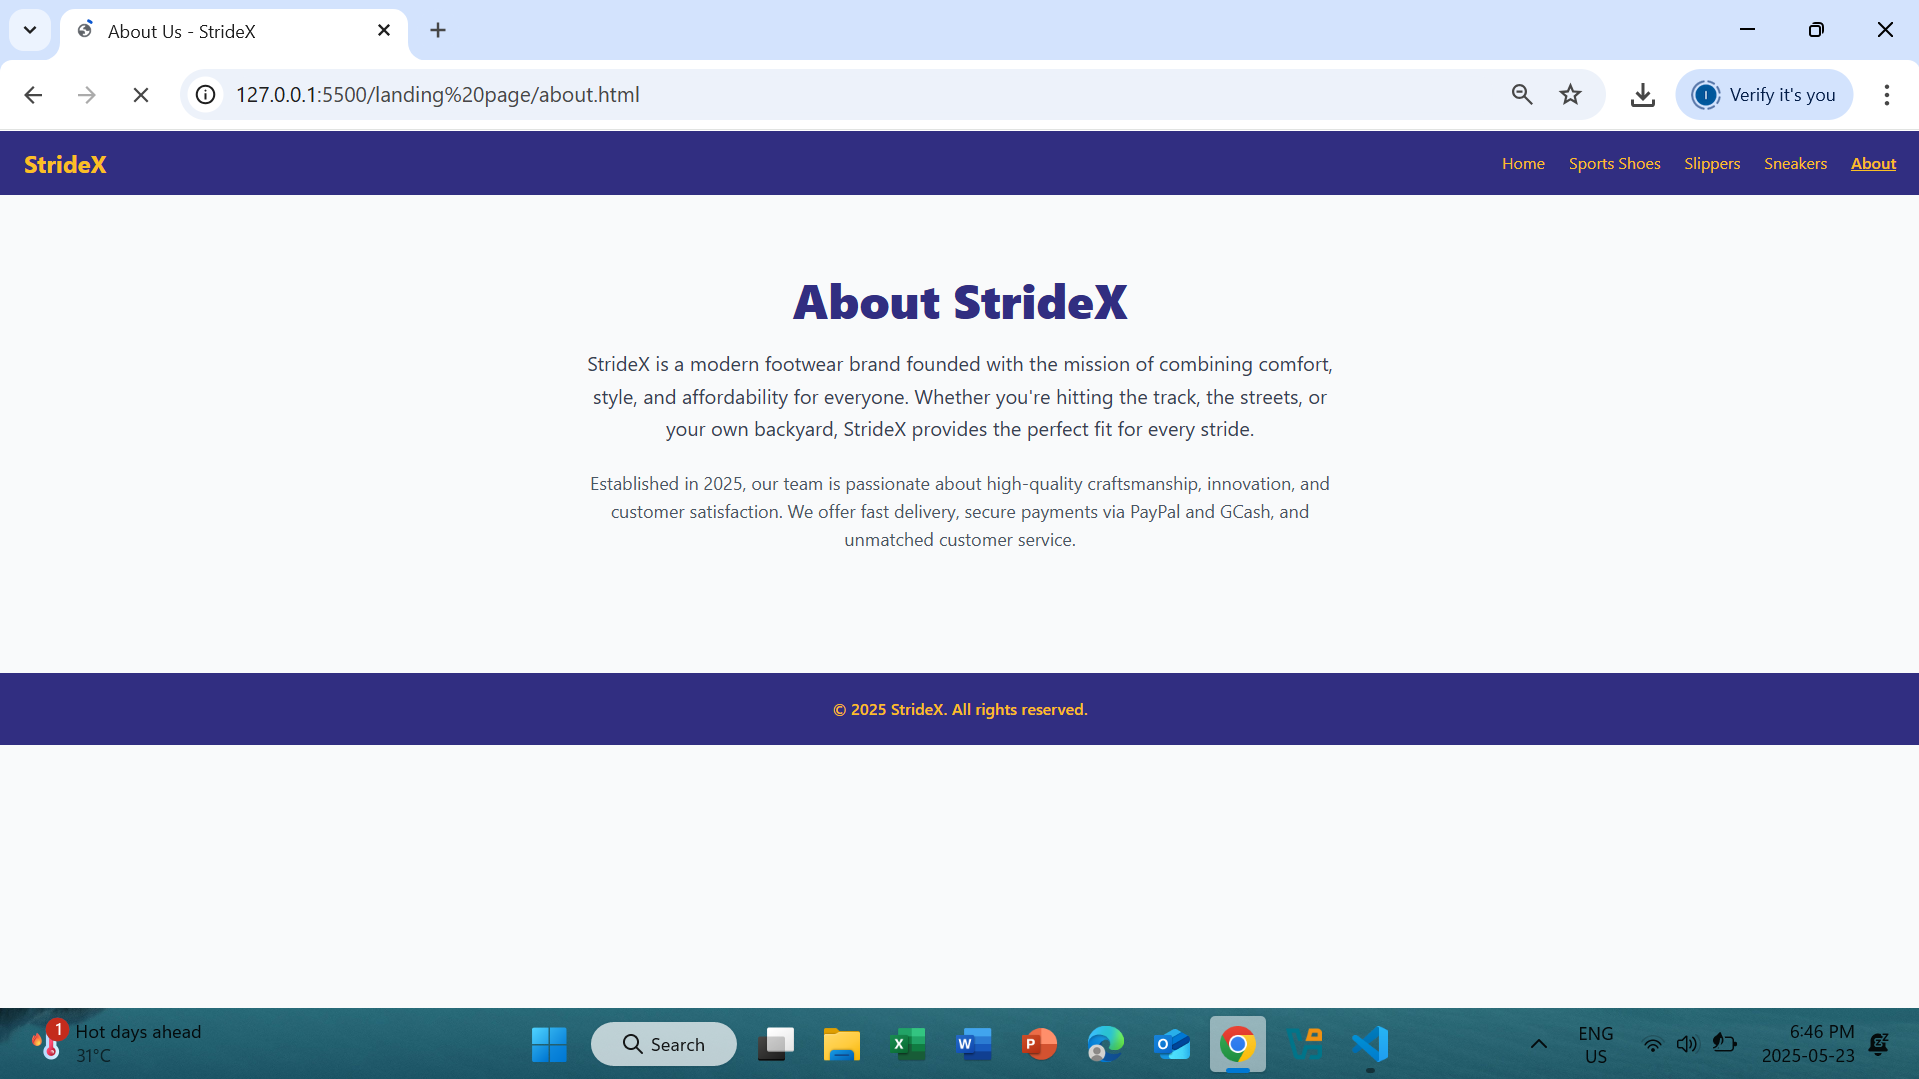 About Us - StrideX
127.0.0.1:5500/landing%20page/about.html
Verify it's you
StrideX
Home
Sports Shoes
Slippers
Sneakers
About
About StrideX
StrideX is a modern footwear brand founded with the mission of combining comfort,
style, and affordability for everyone. Whether you're hitting the track, the streets, or
your own backyard, StrideX provides the perfect fit for every stride.
Established in 2025, our team is passionate about high-quality craftsmanship, innovation, and
customer satisfaction. We offer fast delivery, secure payments via PayPal and GCash, and
unmatched customer service.
© 2025 StrideX. All rights reserved.
1
Hot days ahead
31°C
Search
ENG
US
6:46 PM
2025-05-23